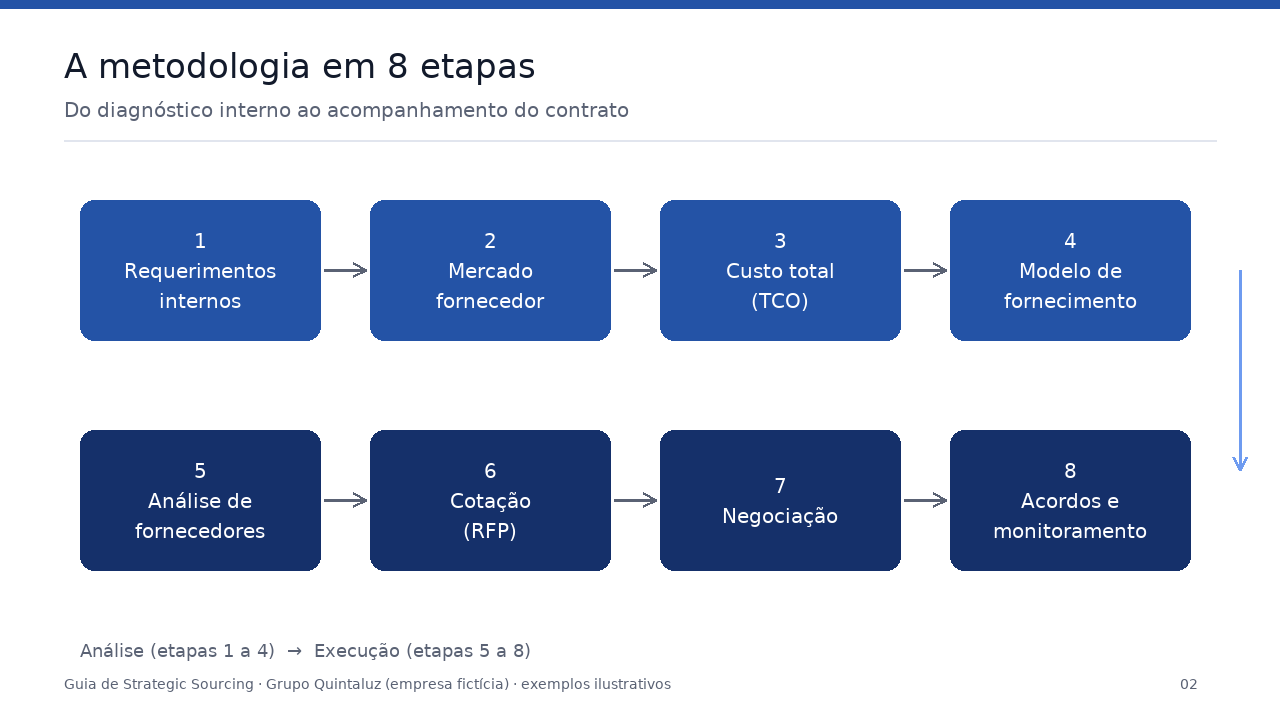 A metodologia em 8 etapas
Do diagnóstico interno ao acompanhamento do contrato
1
Requerimentos
internos
2
Mercado
fornecedor
3
Custo total
(TCO)
4
Modelo de
fornecimento
5
Análise de
fornecedores
6
Cotação
(RFP)
7
Negociação
8
Acordos e
monitoramento
Análise (etapas 1 a 4) → Execução (etapas 5 a 8)
Guia de Strategic Sourcing · Grupo Quintaluz (empresa fictícia) · exemplos ilustrativos
02